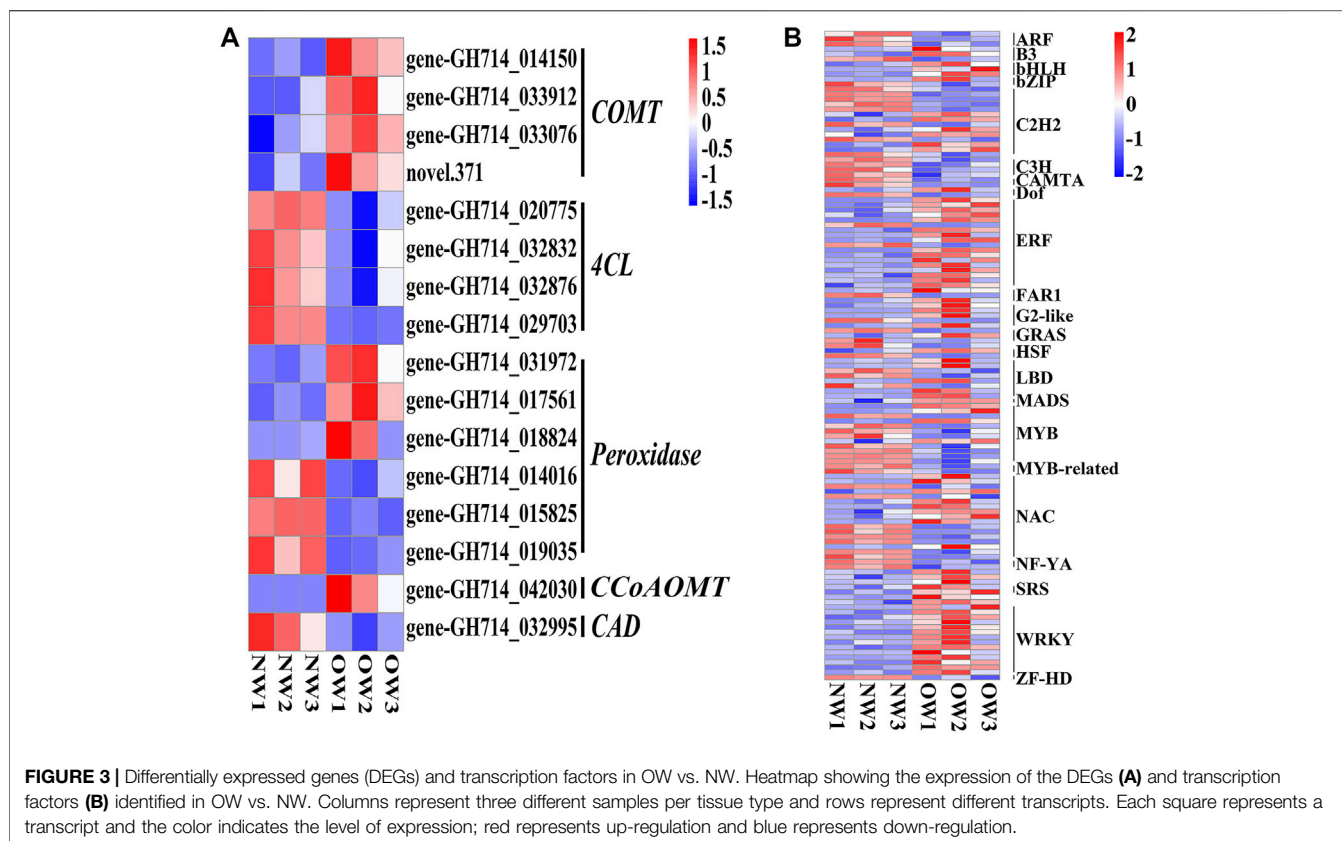 A
gene-GH714_014150
gene-GH714_033912
gene-GH714_033076
novel.371
COMT
gene-GH714_020775
gene-GH714_032832
gene-GH714_032876
gene-GH714_029703
4CL
gene-GH714_031972
gene-GH714_017561
gene-GH714_018824
gene-GH714_014016
gene-GH714_015825
gene-GH714_019035
Peroxidase
gene-GH714_042030
CCoAOMT
gene-GH714_032995
CAD
NW1
NW2
NW3
OW1
OW2
OW3
1.5
1
0.5
0
-0.5
-1
-1.5
B
ARF
B3
bHLH
bZIP
C2H2
C3H
CAMTA
Dof
ERF
FAR1
G2-like
GRAS
HSF
LBD
MADS
MYB
MYB-related
NAC
NF-YA
SRS
WRKY
ZF-HD
NW1
NW2
NW3
OW1
OW2
OW3
2
1
0
-1
-2
FIGURE 3 | Differentially expressed genes (DEGs) and transcription factors in OW vs. NW. Heatmap showing the expression of the DEGs (A) and transcription
factors (B) identified in OW vs. NW. Columns represent three different samples per tissue type and rows represent different transcripts. Each square represents a
transcript and the color indicates the level of expression; red represents up-regulation and blue represents down-regulation.